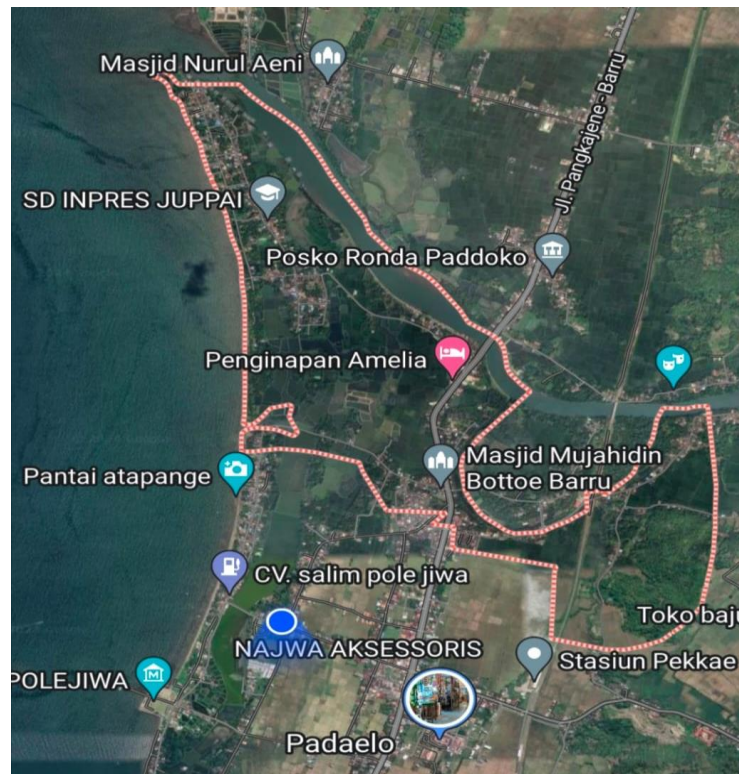 Masjid Nurul Aeni
Jl. Pangkajene - Barru
SD INPRES JUPPAI
Posko Ronda Paddoko
Penginapan Amelia
Masjid Mujahidin
Bottoe Barru
Pantai atapange
CV. salim pole jiwa
Toko baju
NAJWA AKSESSORIS
Stasiun Pekkae
POLEJIWA
Padaelo